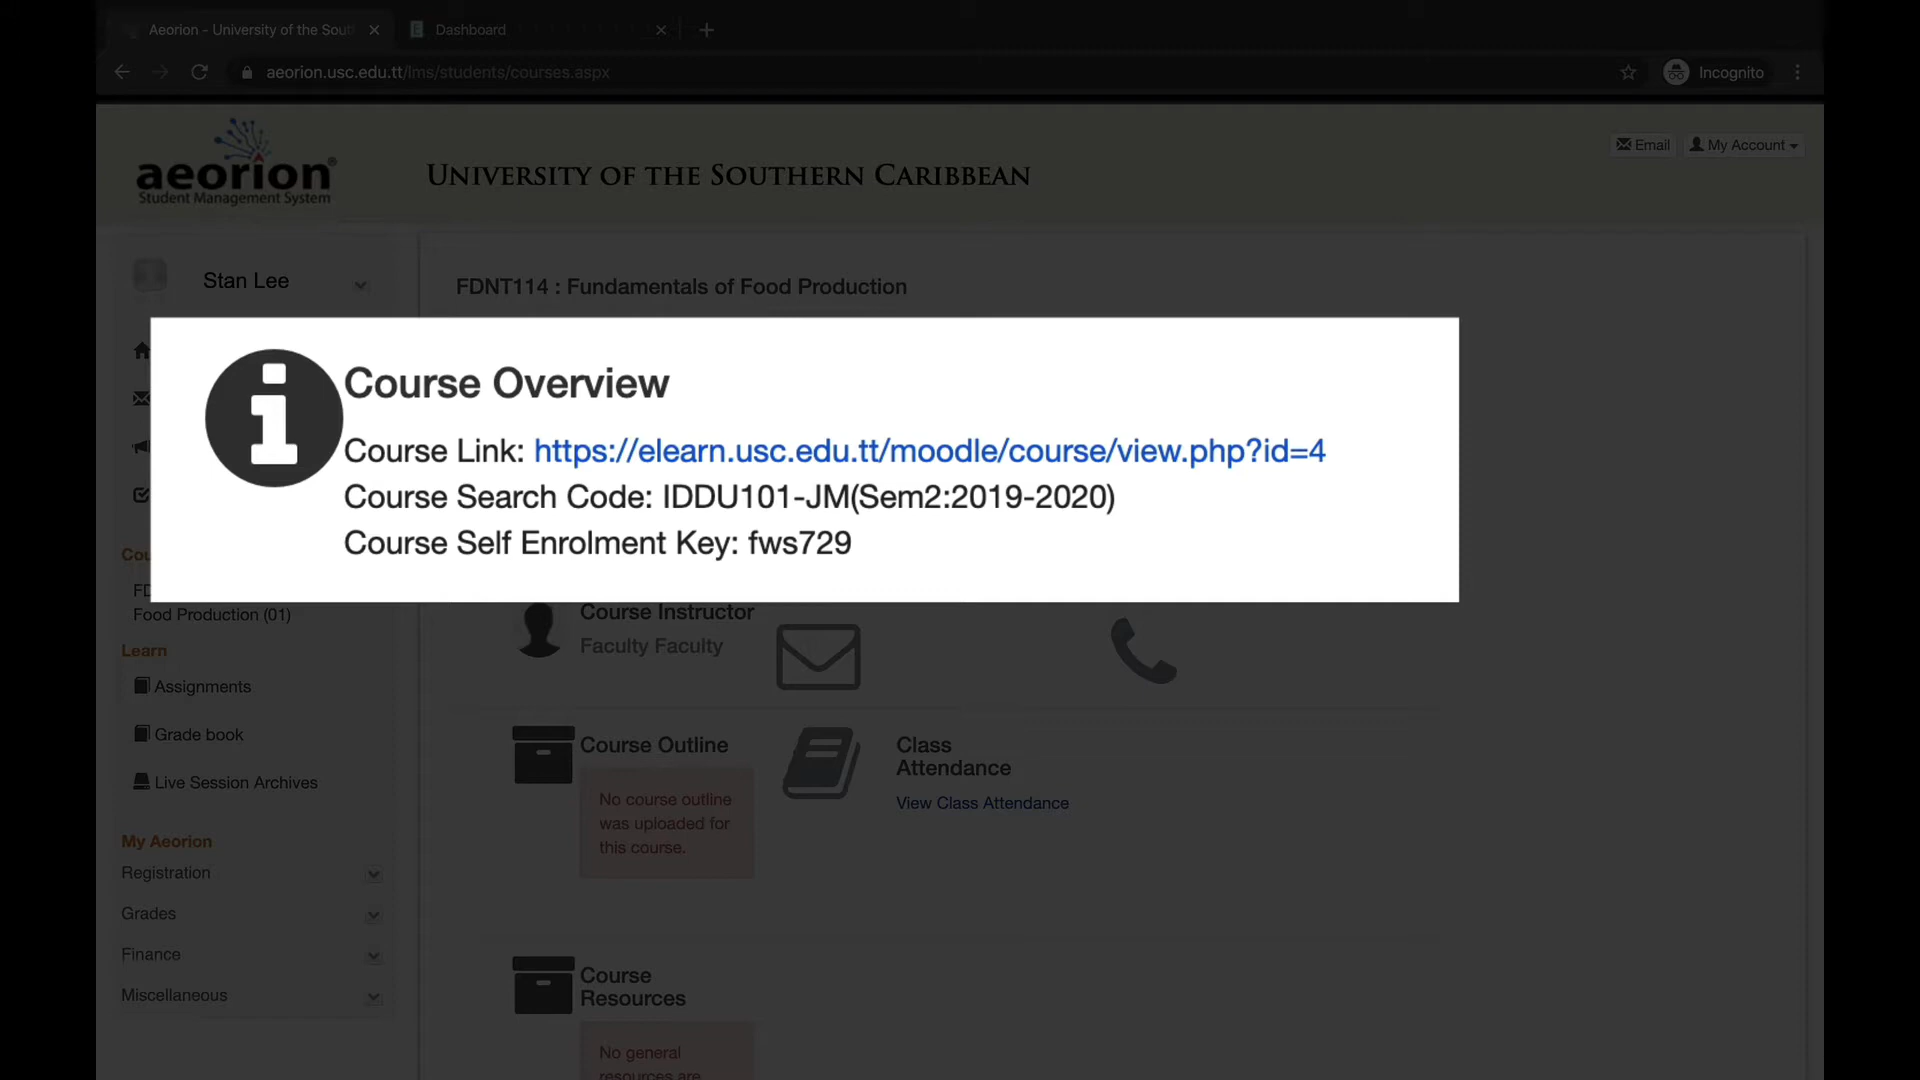 Aeorion - University of the Sout
Dashboard
aeorion.usc.edu.tt/lms/students/courses.aspx
Incognito
aeorion®
Student Management System
UNIVERSITY OF THE SOUTHERN CARIBBEAN
Email
My Account
Stan Lee
FDNT114 : Fundamentals of Food Production
Course Overview
Course Link: https://elearn.usc.edu.tt/moodle/course/view.php?id=4
Course Search Code: IDDU101-JM(Sem2:2019-2020)
Course Self Enrolment Key: fws729
Food Production (01)
Learn
Assignments
Grade book
Live Session Archives
My Aeorion
Registration
Grades
Finance
Miscellaneous
Course Instructor
Faculty Faculty
Course Outline
No course outline
was uploaded for
this course.
Class
Attendance
View Class Attendance
Course
Resources
No general
resources are